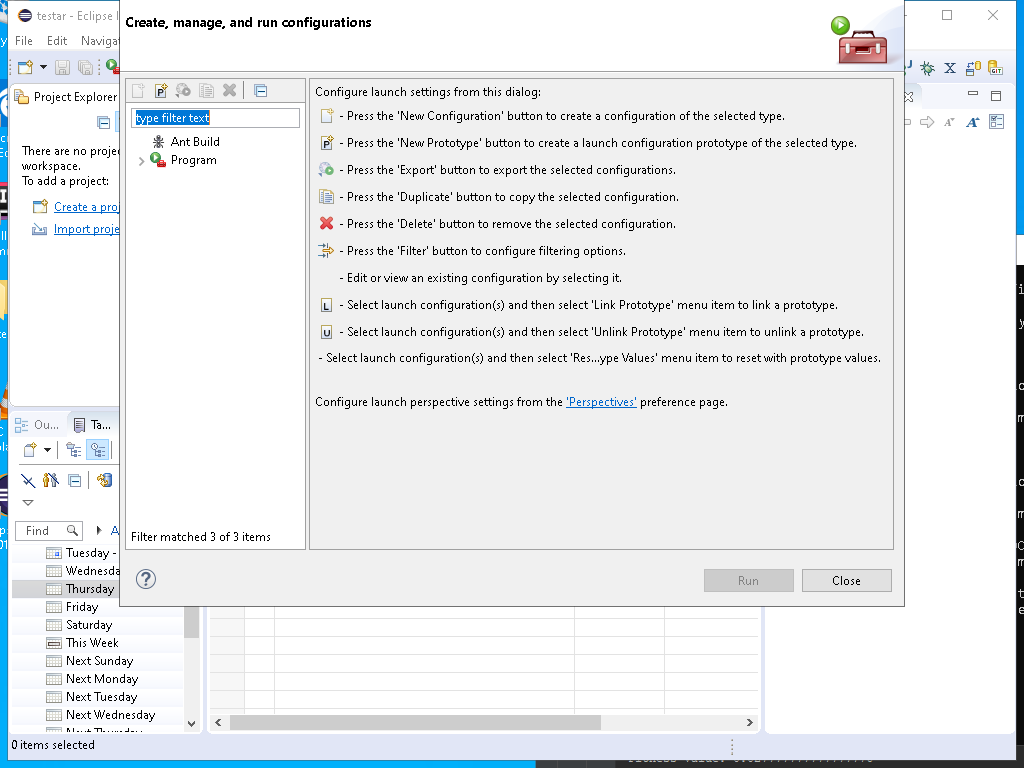 testar - Eclipse
Create, manage, and run configurations
File Edit Navigat
Project Explorer
type filter text
Configure launch settings from this dialog:
- Press the 'New Configuration' button to create a configuration of the selected type.
Ant Build
- Press the 'New Prototype' button to create a launch configuration prototype of the selected type.
There are no proje
Program
workspace.
- Press the 'Export' button to export the selected configurations.
To add a project:
- Press the 'Duplicate' button to copy the selected configuration.
Create a proj
- Press the 'Delete' button to remove the selected configuration.
Import proje
- Press the 'Filter' button to configure filtering options.
- Edit or view an existing configuration by selecting it.
- Select launch configuration(s) and then select 'Link Prototype' menu item to link a prototype.
- Select launch configuration(s) and then select 'Unlink Prototype' menu item to unlink a prototype.
- Select launch configuration(s) and then select 'Res...ype Values' menu item to reset with prototype values.
Configure launch perspective settings from the 'Perspectives' preference page.
Ou... Ta...
Find A
Filter matched 3 of 3 items
Tuesday -
Wednesda
Thursday
Run Close
Friday
Saturday
This Week
Next Sunday
Next Monday
Next Tuesday
Next Wednesday
0 items selected